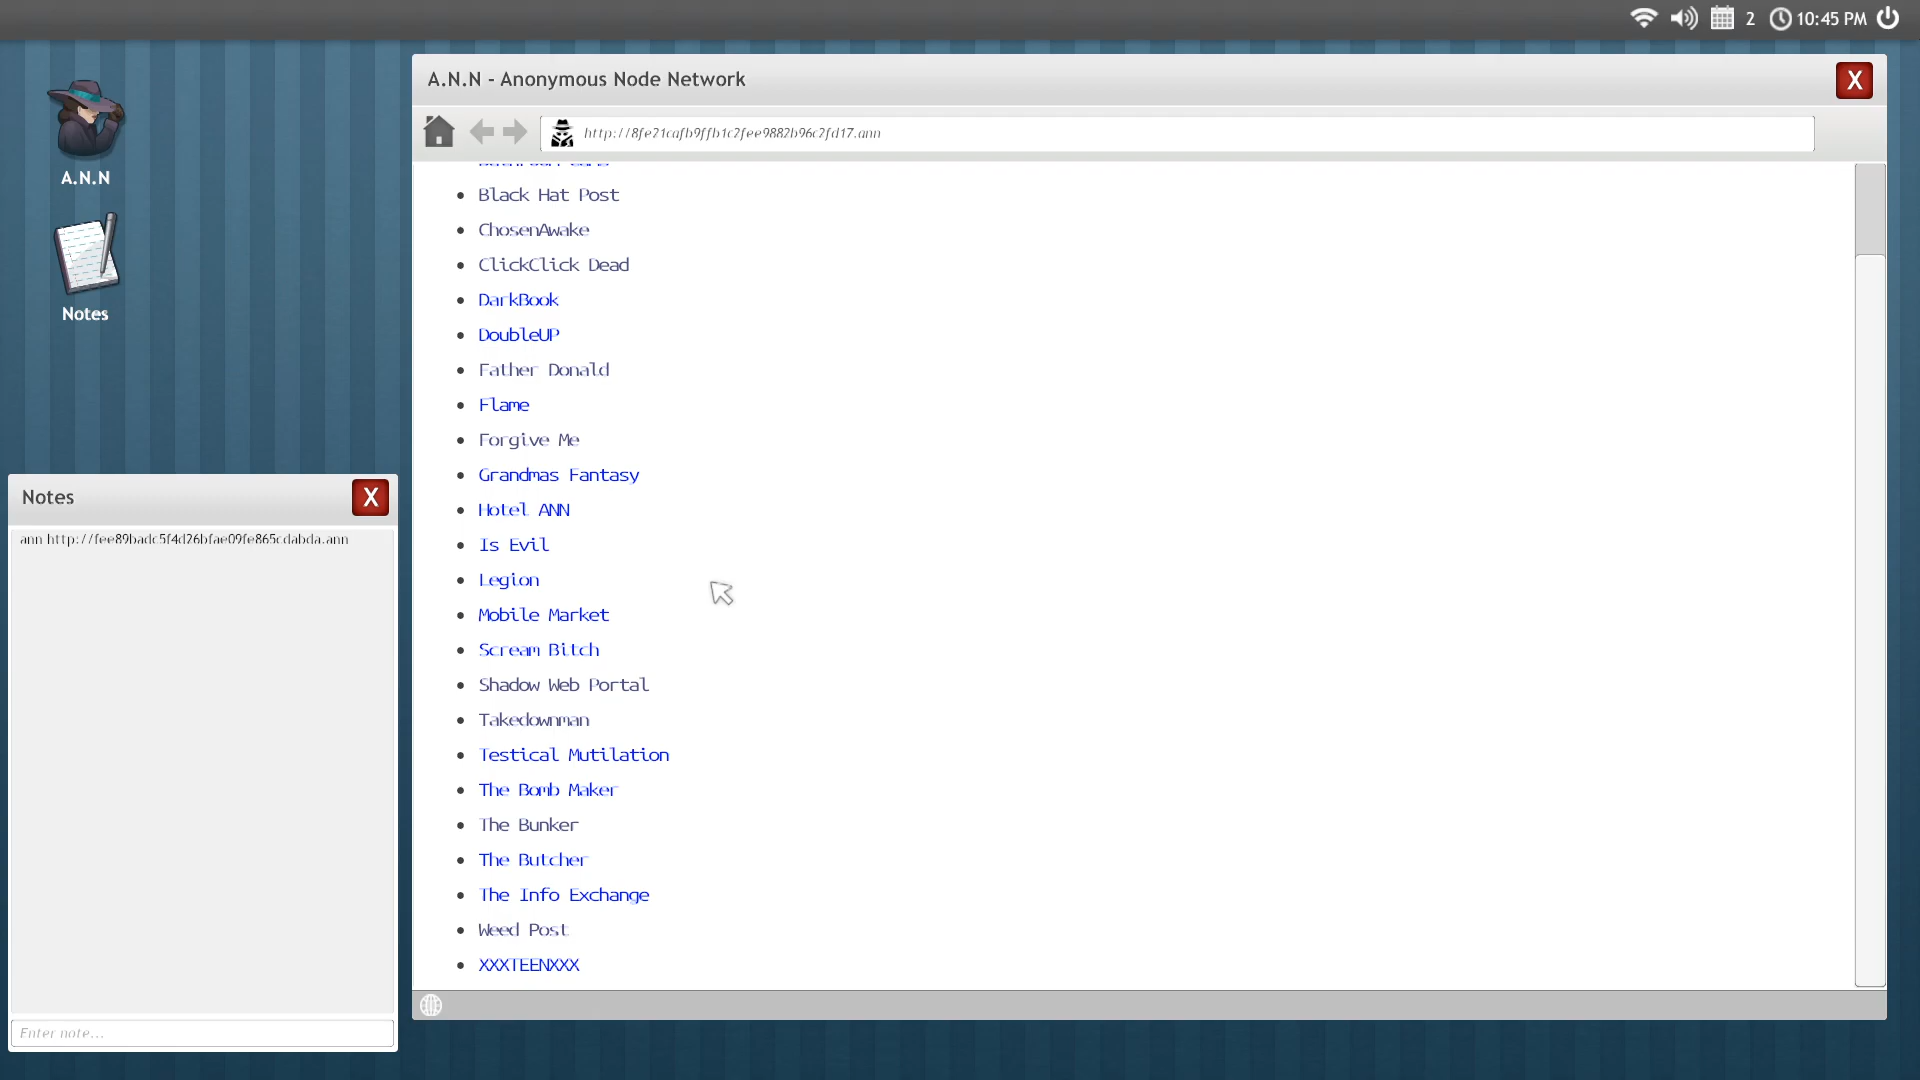 2 10:45 PM
A.N.N - Anonymous Node Network
X
http://8fe21cafb9ffb1c2fee9882b96c2fd17.ann
A.N.N
Notes
Black Hat Post
ChosenAwake
ClickClick Dead
DarkBook
DoubleUP
Father Donald
Flame
Forgive Me
Grandmas Fantasy
Hotel ANN
Is Evil
Legion
Mobile Market
Scream Bitch
Shadow Web Portal
Takedownman
Testical Mutilation
The Bomb Maker
The Bunker
The Butcher
The Info Exchange
Weed Post
XXXTEENXXX
Notes
X
ann http://fee89badc5f4d26bfae09fe865cdabda.ann
Enter note...